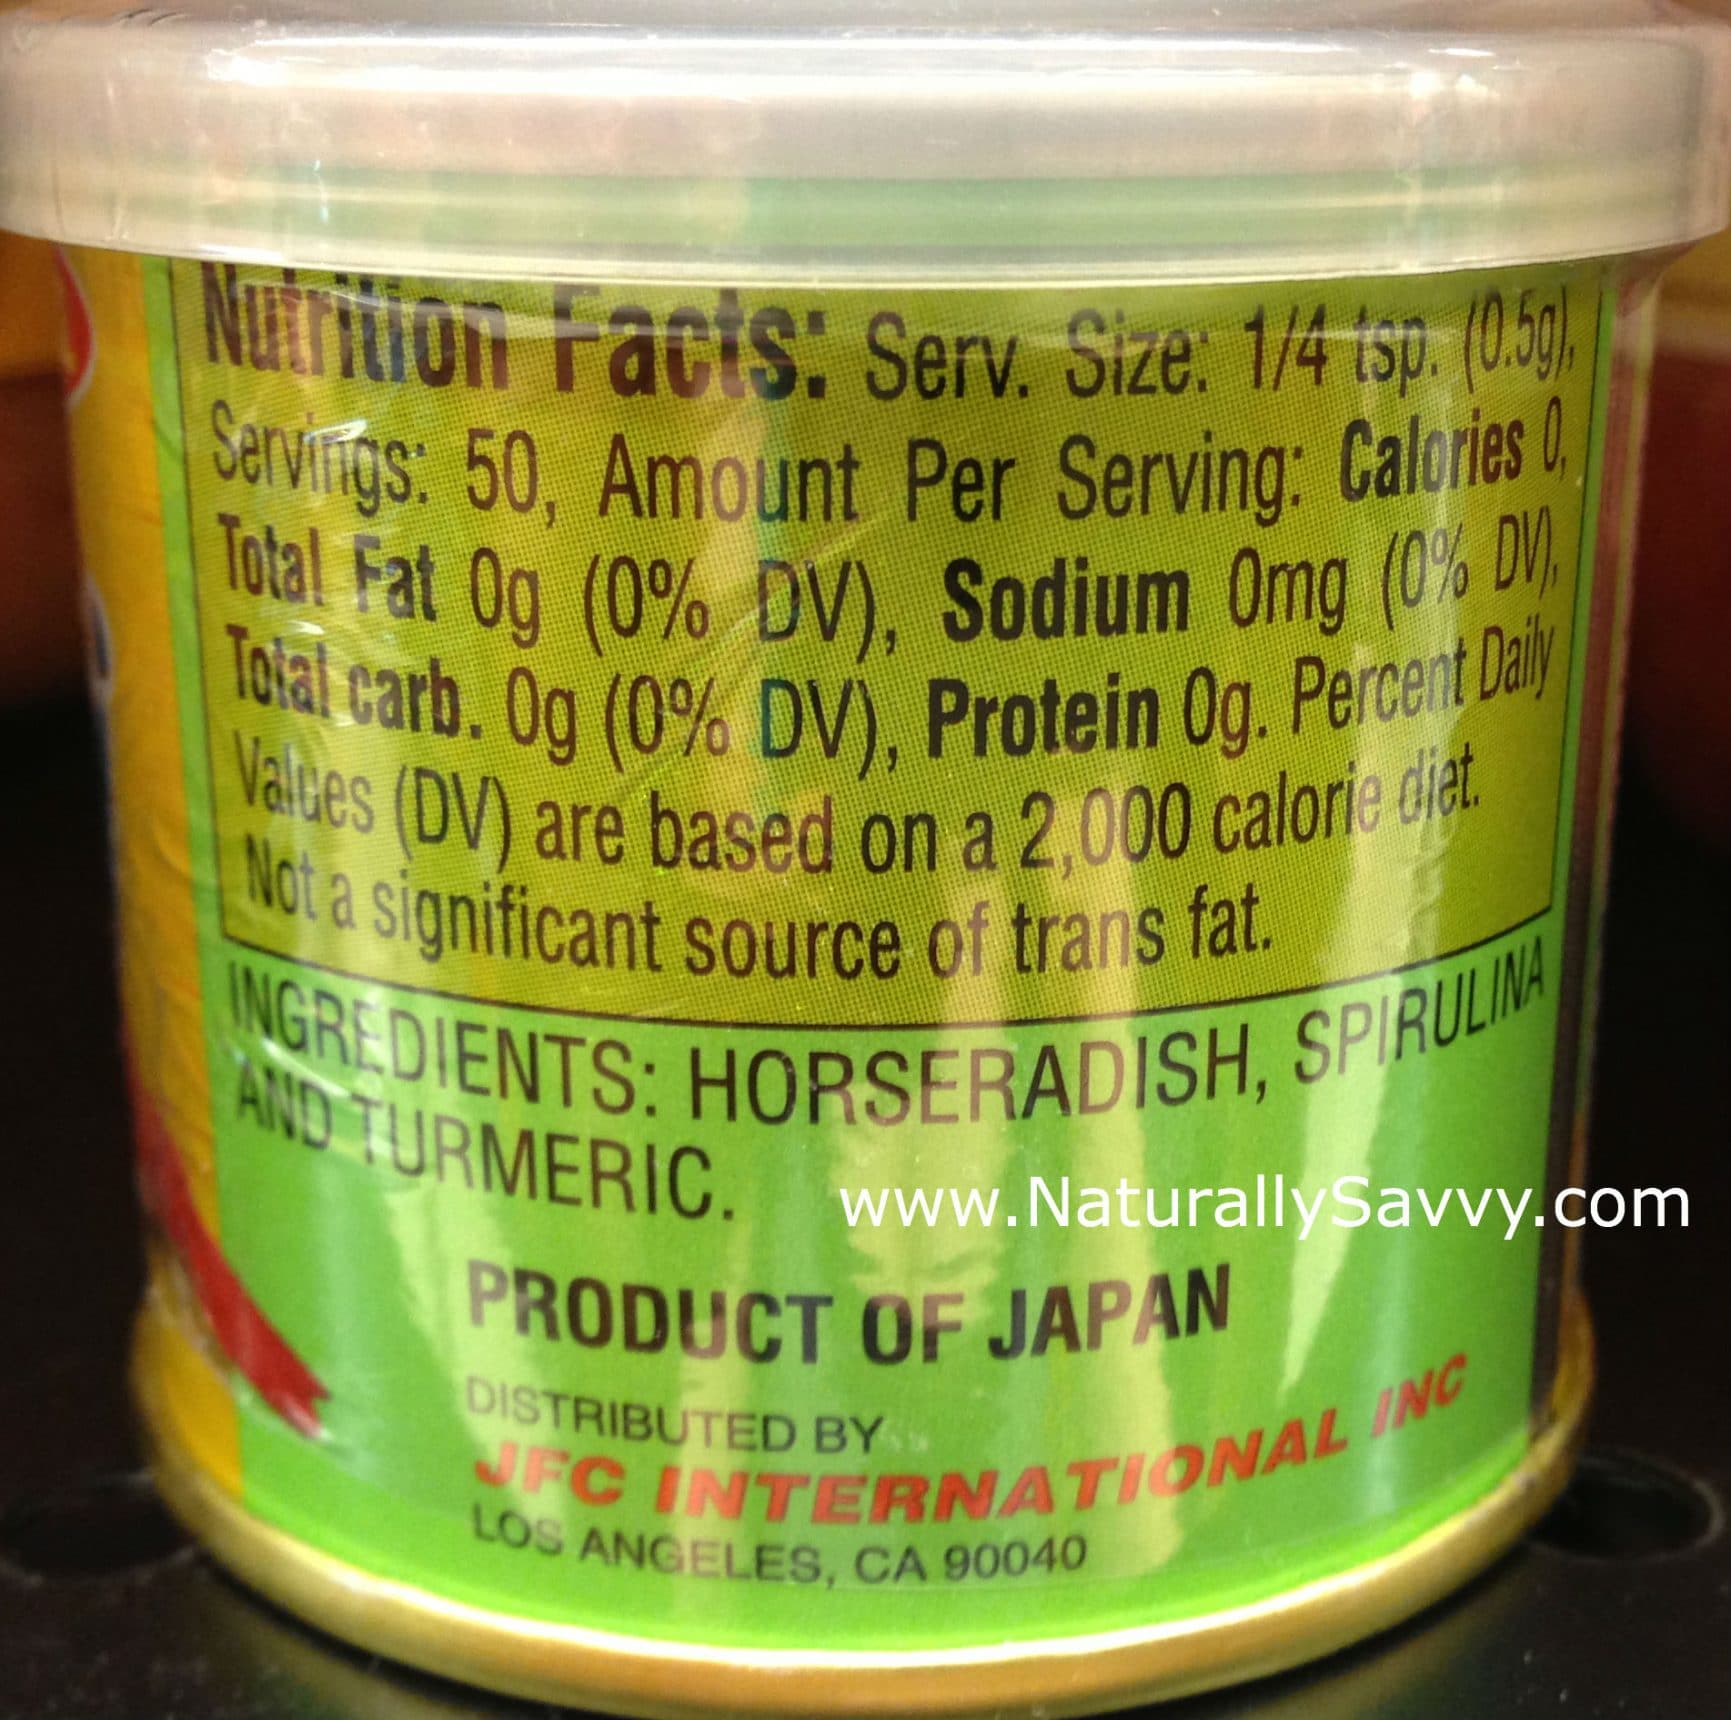 Nutrition Facts: Serv. Size: 1/4 tsp. (0.5g),
Servings: 50, Amount Per Serving: Calories 0,
Total Fat 0g (0% DV), Sodium 0mg (0% DV),
Total carb. 0g (0% DV), Protein 0g. Percent Daily
Values (DV) are based on a 2,000 calorie diet.
Not a significant source of trans fat.
INGREDIENTS: HORSERADISH, SPIRULINA
AND TURMERIC.
www.NaturallySavvy.com
PRODUCT OF JAPAN
DISTRIBUTED BY
JFC INTERNATIONAL INC
LOS ANGELES, CA 90040